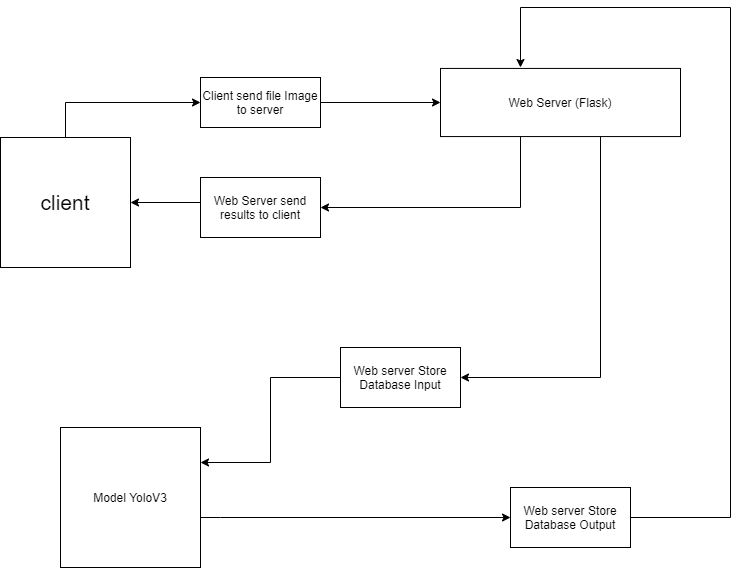 Client send file Image
to server
Web Server (Flask)
client
Web Server send
results to client
Web server Store
Database Input
Model YoloV3
Web server Store
Database Output